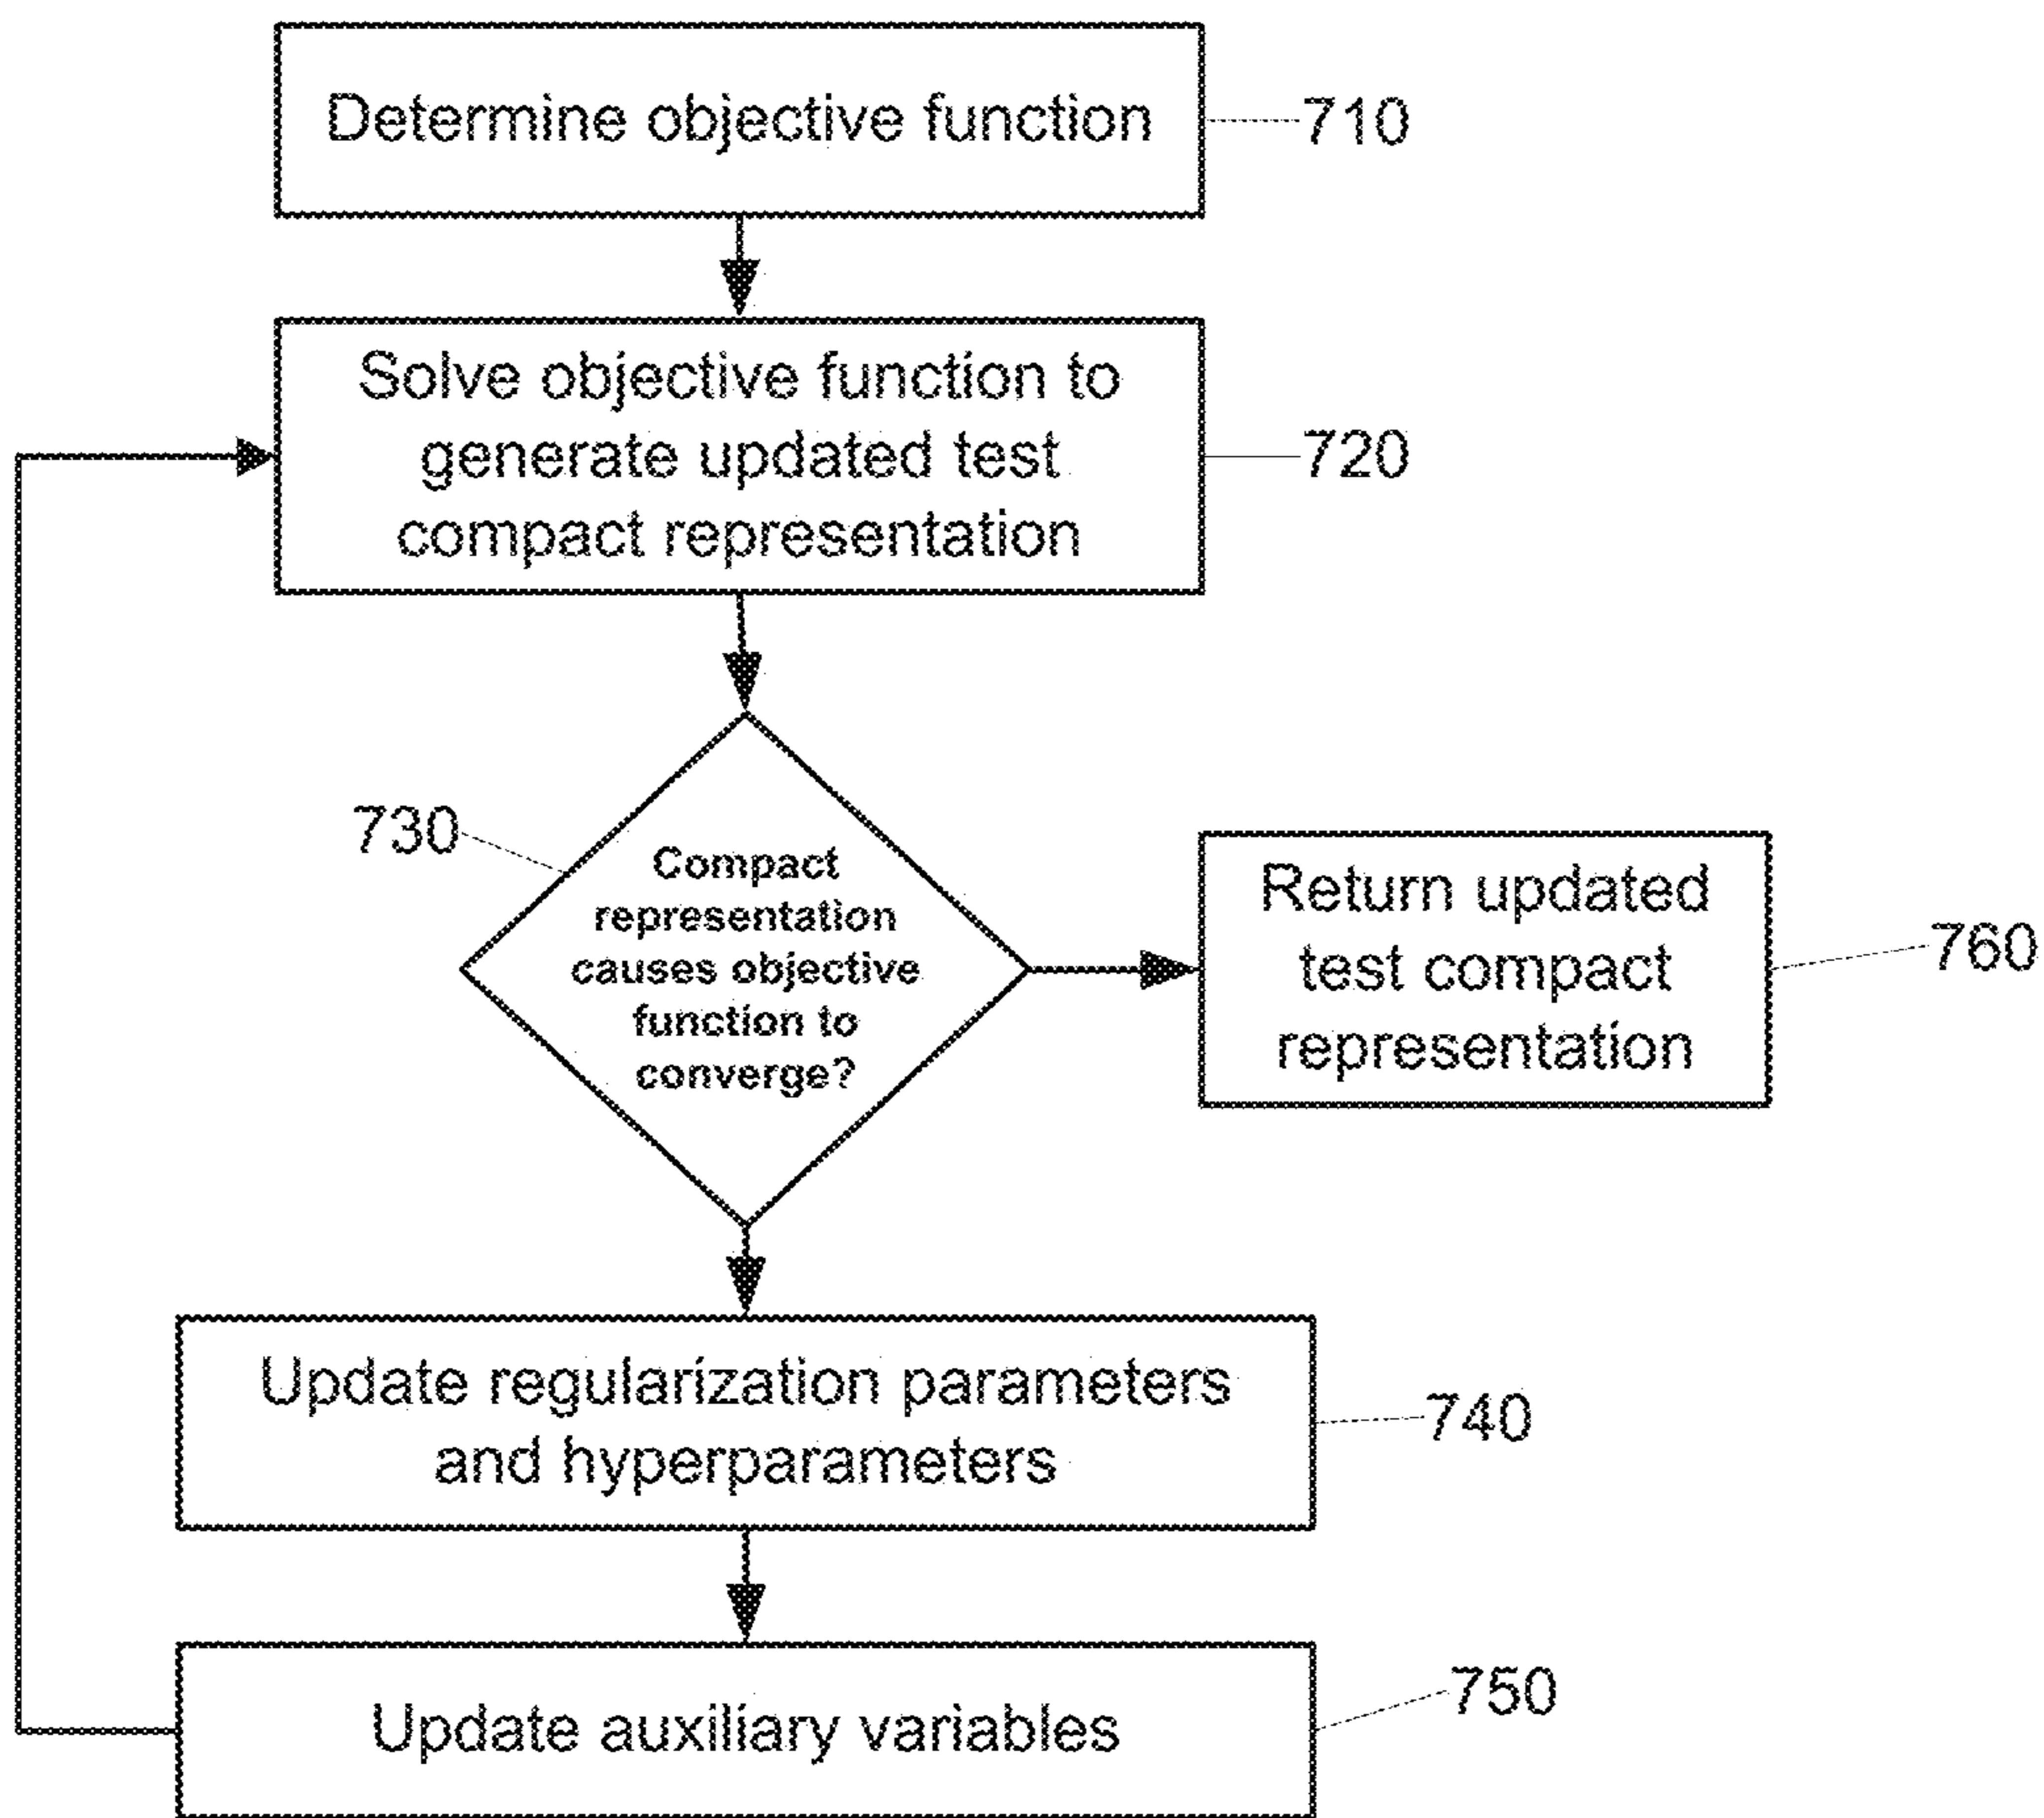 Determine objective function
710
Solve objective function to
generate updated test
compact representation
720
730
Compact
representation
causes objective
function to
converge?
Return updated
test compact
representation
760
Update regularization parameters
and hyperparameters
740
Update auxiliary variables
750